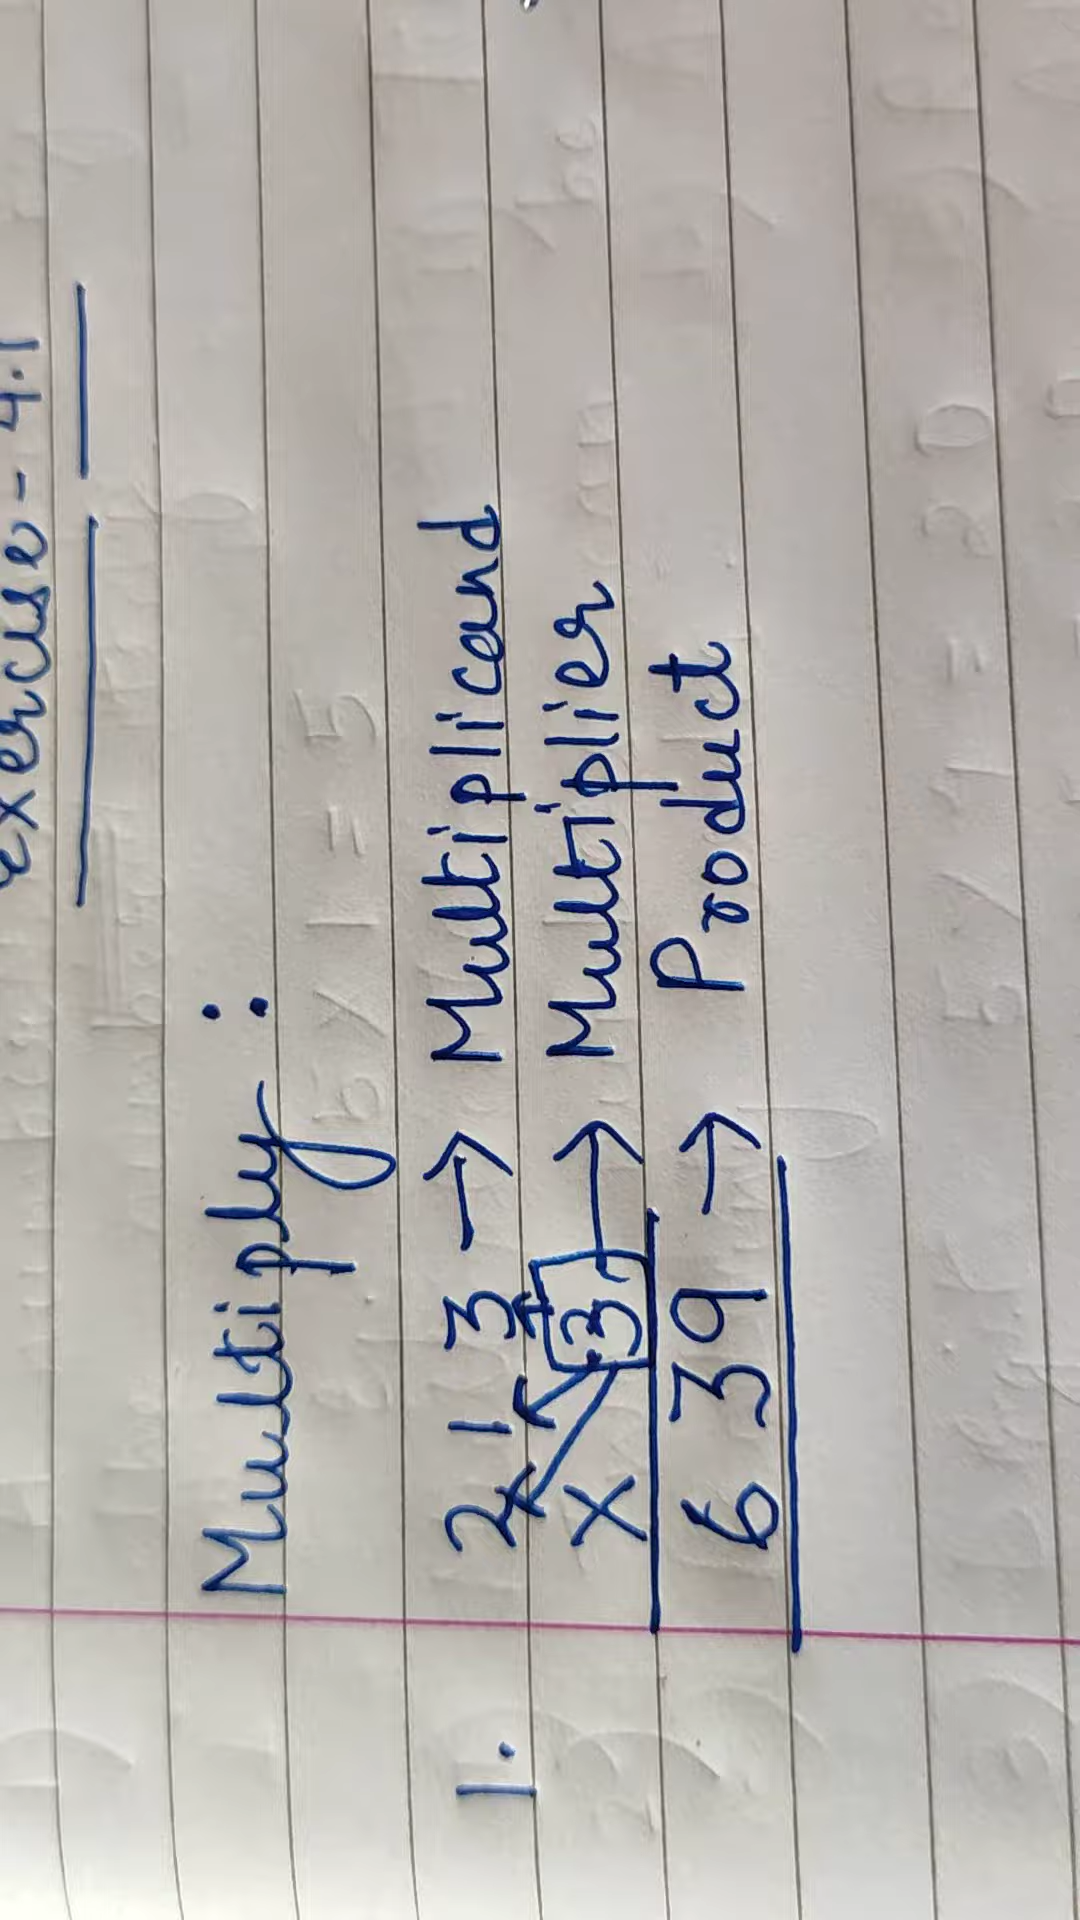 Exercise - 4.1
Multiply :
1. 213 → Multiplicand
x 3 → Multiplier
639 → Product